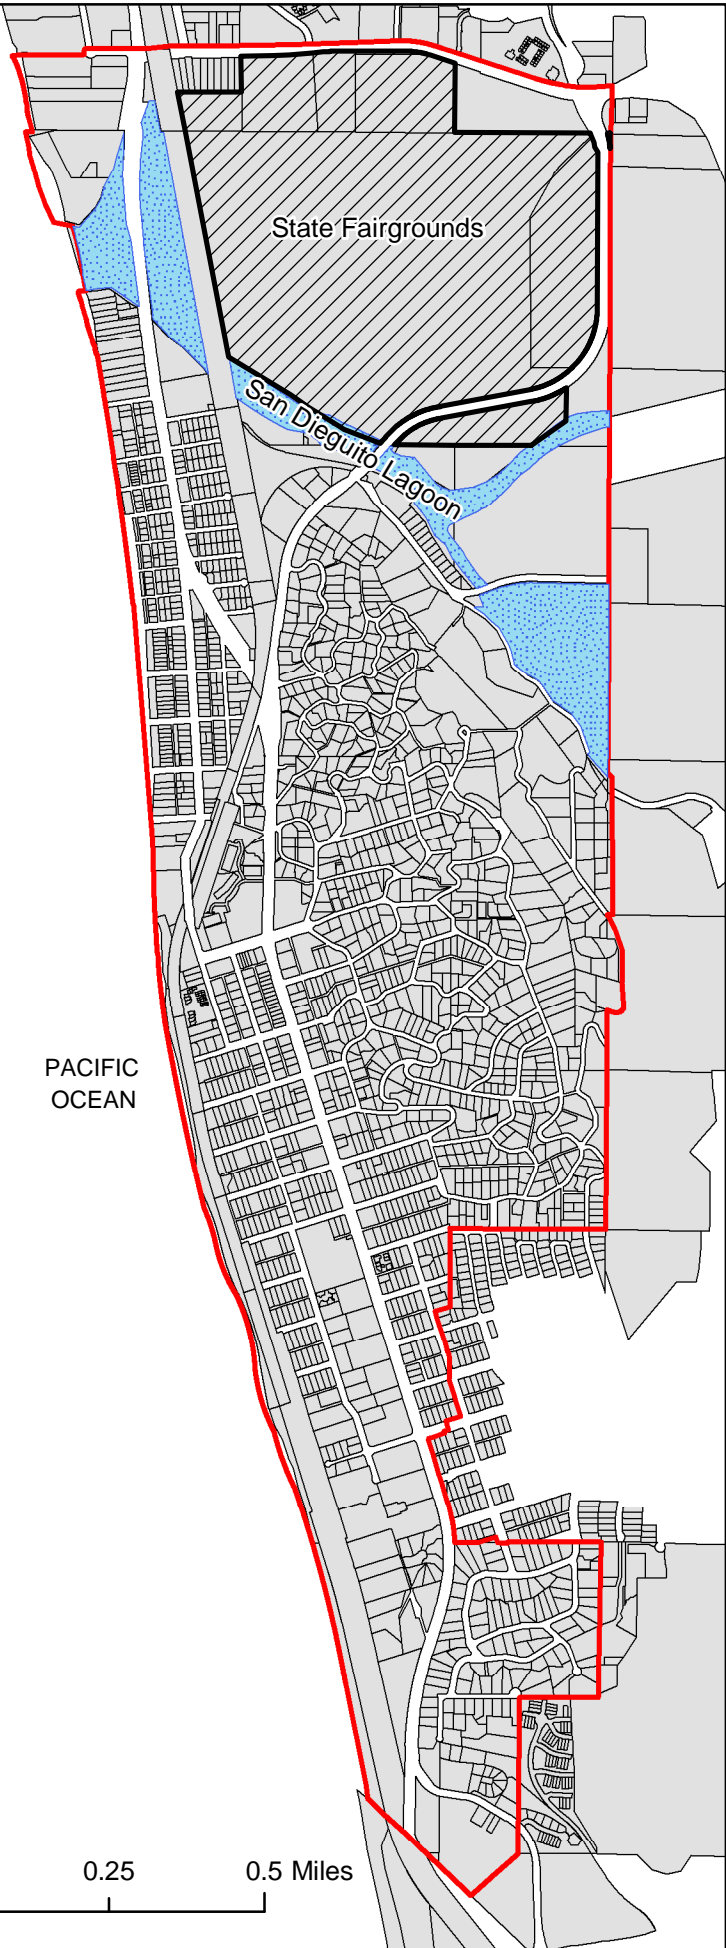 State Fairgrounds
San Dieguito Lagoon
PACIFIC
OCEAN
0.25
0.5 Miles